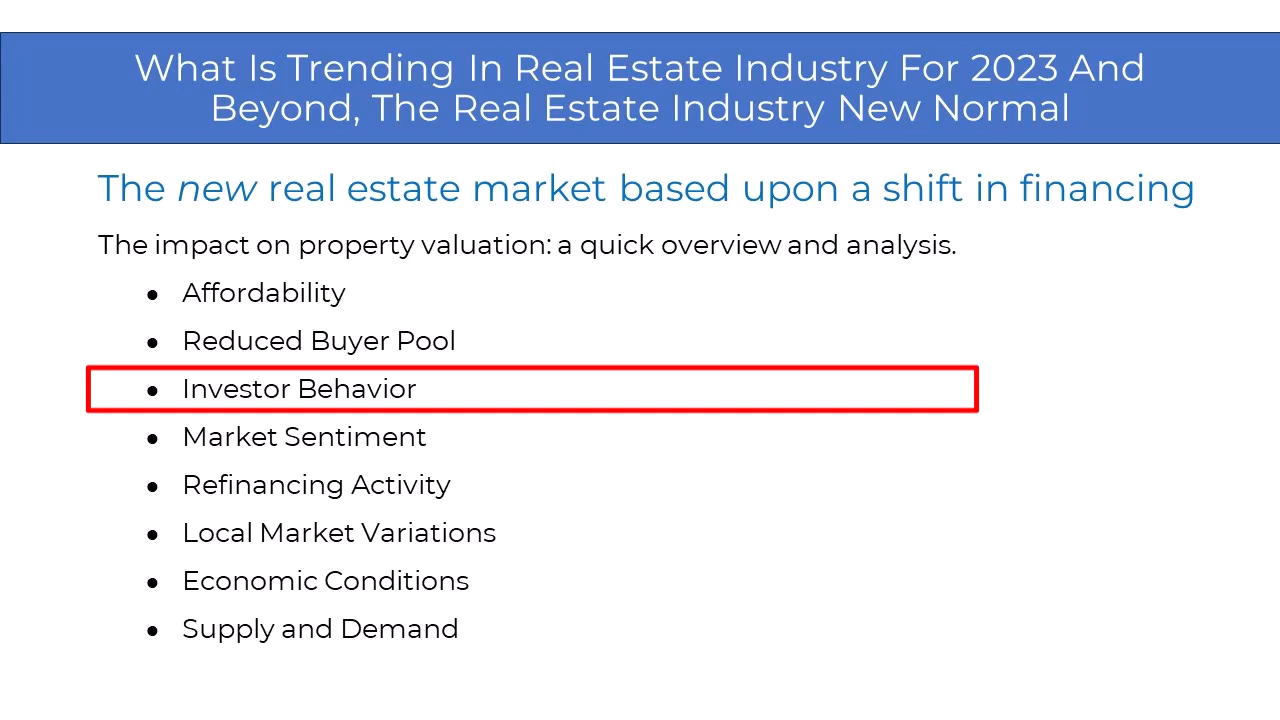 What Is Trending In Real Estate Industry For 2023 And
Beyond, The Real Estate Industry New Normal
The new real estate market based upon a shift in financing
The impact on property valuation: a quick overview and analysis.
• Affordability
• Reduced Buyer Pool
• Investor Behavior
• Market Sentiment
• Refinancing Activity
• Local Market Variations
• Economic Conditions
• Supply and Demand